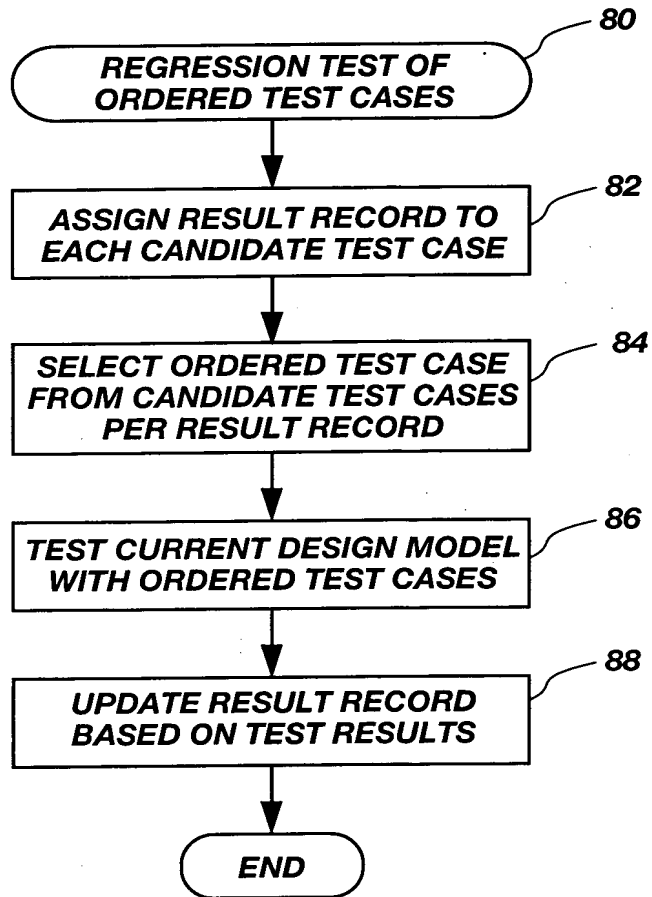 80
REGRESSION TEST OF
ORDERED TEST CASES
82
ASSIGN RESULT RECORD TO
EACH CANDIDATE TEST CASE
84
SELECT ORDERED TEST CASE
FROM CANDIDATE TEST CASES
PER RESULT RECORD
86
TEST CURRENT DESIGN MODEL
WITH ORDERED TEST CASES
88
UPDATE RESULT RECORD
BASED ON TEST RESULTS
END